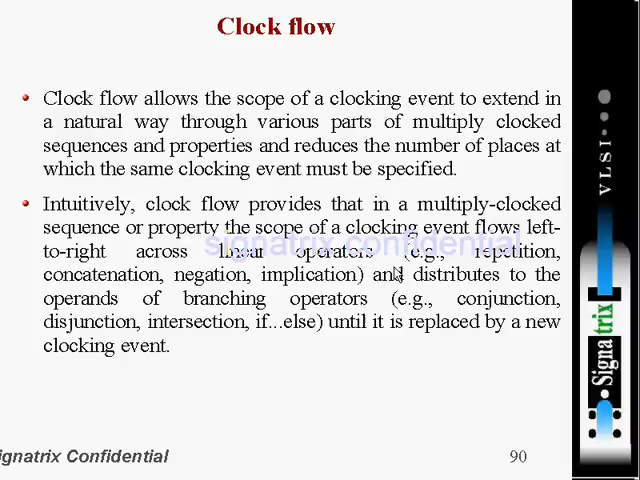 Clock flow
Clock flow allows the scope of a clocking event to extend in
a natural way through various parts of multiply clocked
sequences and properties and reduces the number of places at
which the same clocking event must be specified.
Intuitively, clock flow provides that in a multiply-clocked
sequence or property the scope of a clocking event flows left-
to-right across linear operators (e.g., repetition,
concatenation, negation, implication) and distributes to the
operands of branching operators (e.g., conjunction,
disjunction, intersection, if...else) until it is replaced by a new
clocking event.
signatrix confidential
VLSI
Signatrix
ignatrix Confidential
90